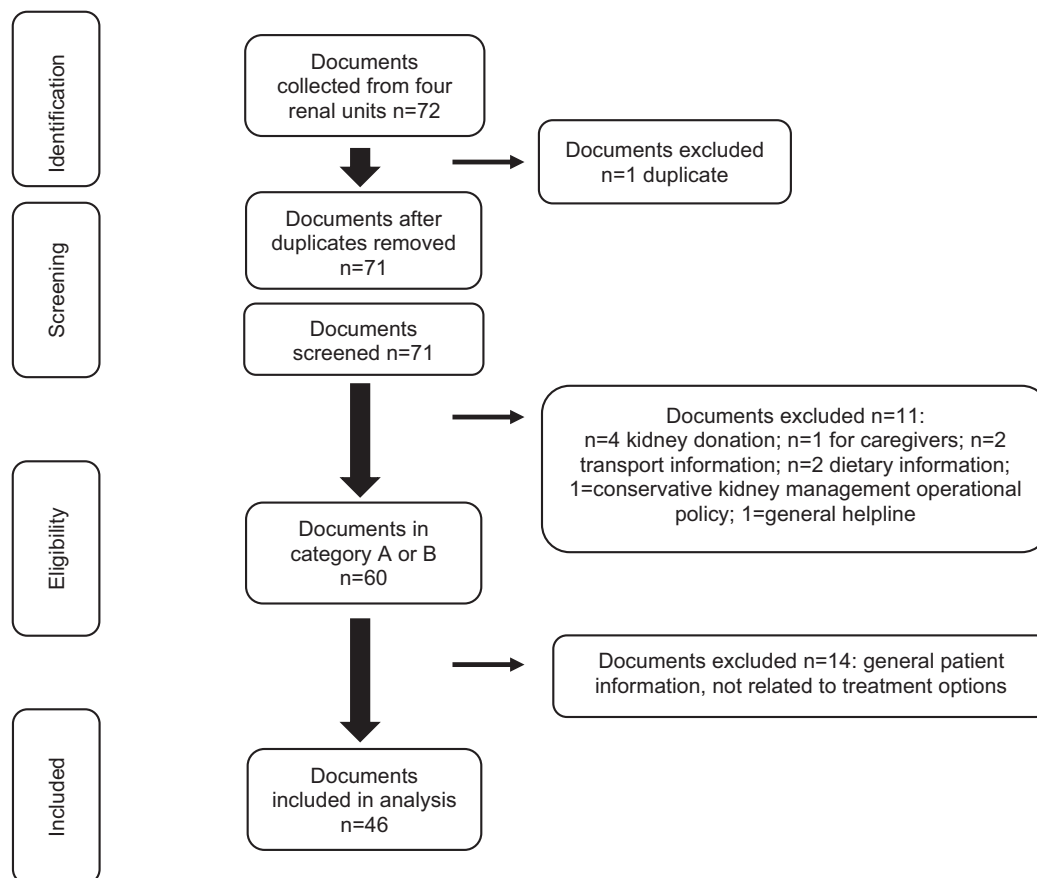 Identification
Documents
collected from four
renal units n=72
Documents excluded
n=1 duplicate
Screening
Documents after
duplicates removed
n=71
Documents
screened n=71
Documents excluded n=11:
n=4 kidney donation; n=1 for caregivers; n=2
transport information; n=2 dietary information;
1=conservative kidney management operational
policy; 1=general helpline
Eligibility
Documents in
category A or B
n=60
Documents excluded n=14: general patient
information, not related to treatment options
Included
Documents
included in analysis
n=46